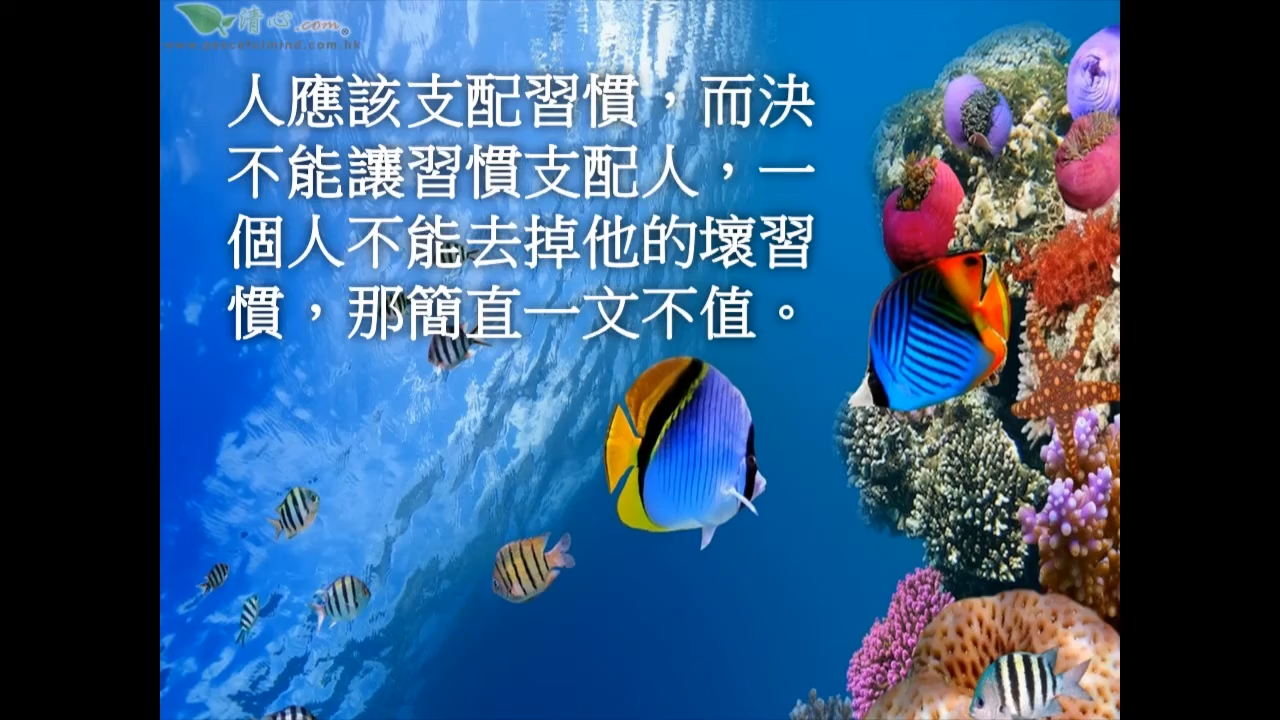 清心.com
www.peacefulmind.com.hk
人應該支配習慣，而決
不能讓習慣支配人，一
個人不能去掉他的壞習
慣，那簡直一文不值。